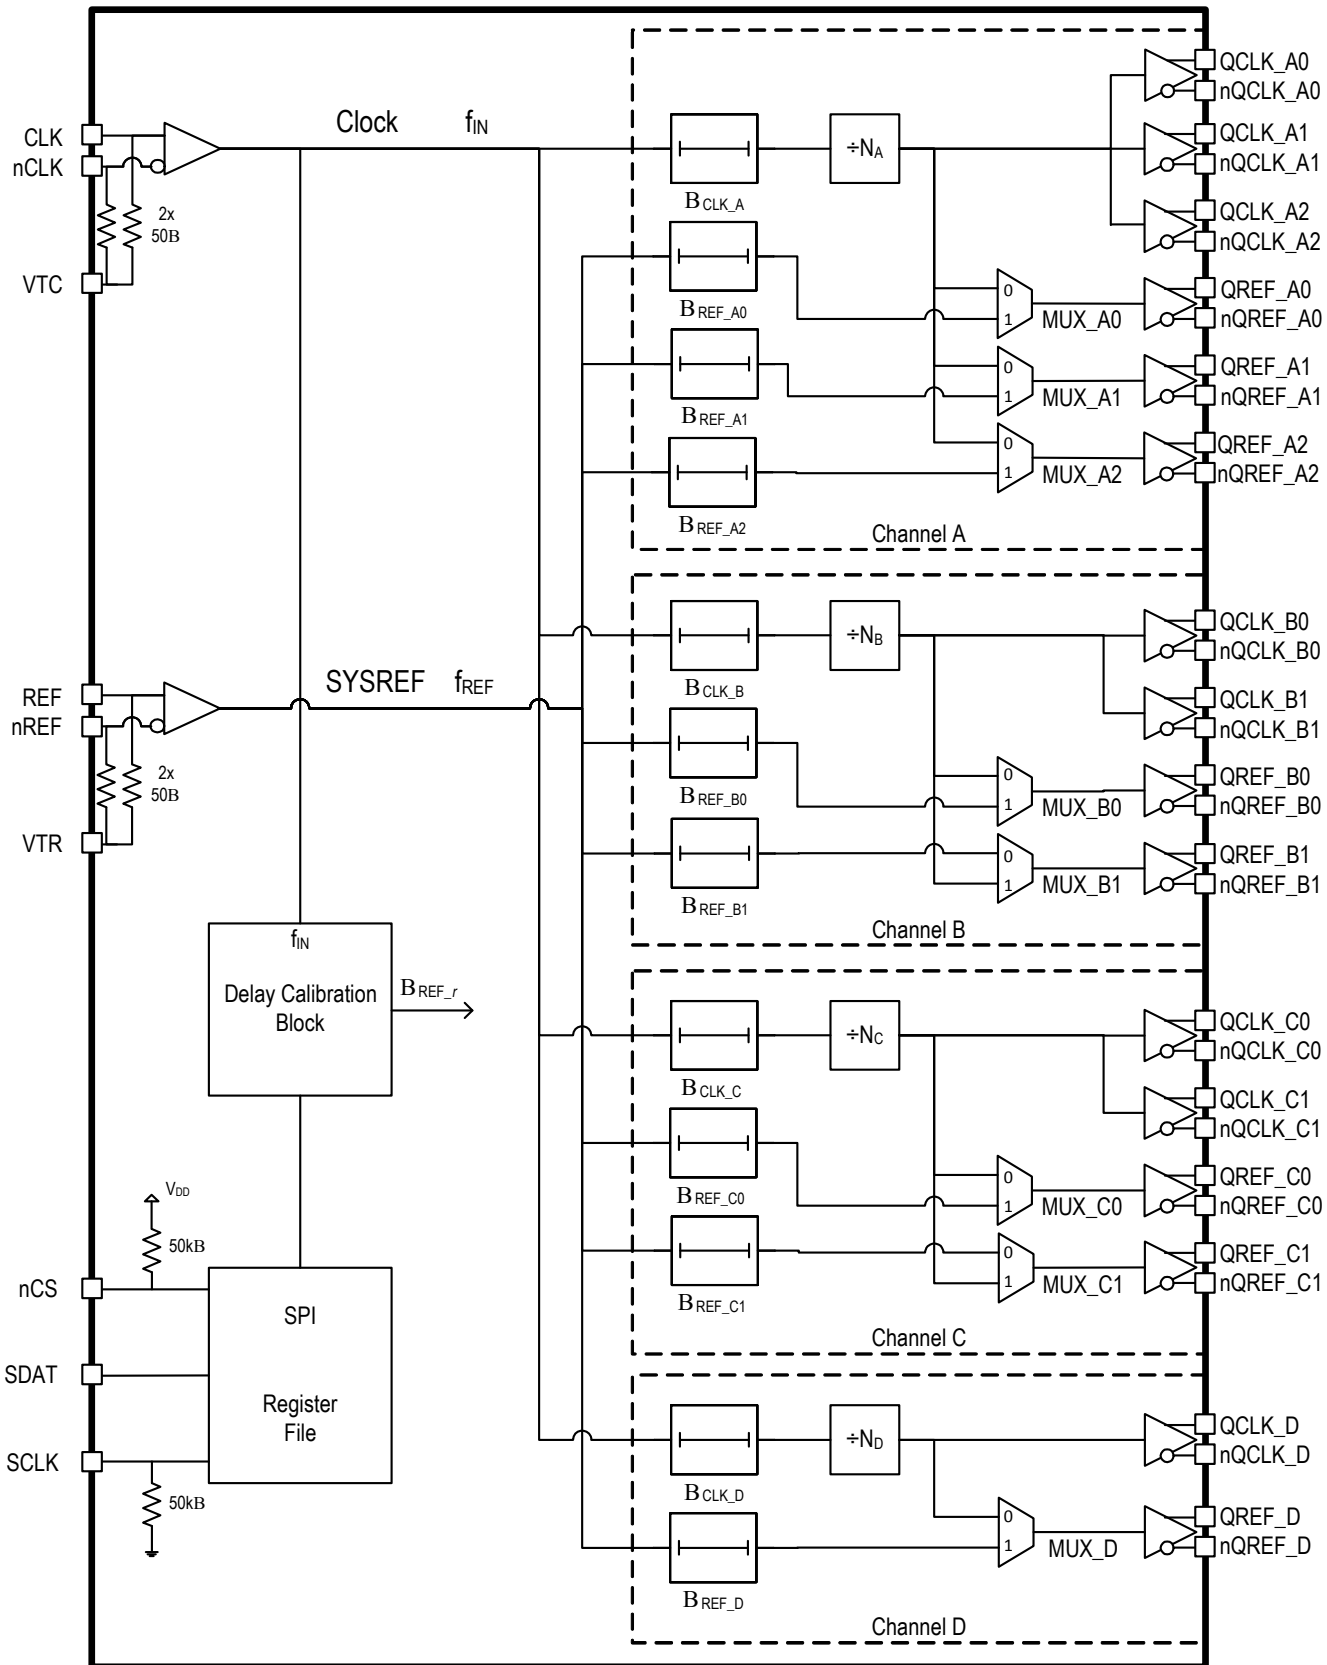 CLK
nCLK
2x
50B
VTC
Clock fIN
REF
nREF
2x
50B
VTR
SYSREF fREF
fIN
Delay Calibration
Block
BREF_r
VDD
50kB
nCS
SDAT
SCLK
50kB
SPI
Register
File
BCLK_A
÷NA
BREF_A0
BREF_A1
BREF_A2
0
1
MUX_A0
0
1
MUX_A1
0
1
MUX_A2
Channel A
QCLK_A0
nQCLK_A0
QCLK_A1
nQCLK_A1
QCLK_A2
nQCLK_A2
QREF_A0
nQREF_A0
QREF_A1
nQREF_A1
QREF_A2
nQREF_A2
BCLK_B
÷NB
BREF_B0
BREF_B1
0
1
MUX_B0
0
1
MUX_B1
Channel B
QCLK_B0
nQCLK_B0
QCLK_B1
nQCLK_B1
QREF_B0
nQREF_B0
QREF_B1
nQREF_B1
BCLK_C
÷NC
BREF_C0
BREF_C1
0
1
MUX_C0
0
1
MUX_C1
Channel C
QCLK_C0
nQCLK_C0
QCLK_C1
nQCLK_C1
QREF_C0
nQREF_C0
QREF_C1
nQREF_C1
BCLK_D
÷ND
BREF_D
0
1
MUX_D
Channel D
QCLK_D
nQCLK_D
QREF_D
nQREF_D